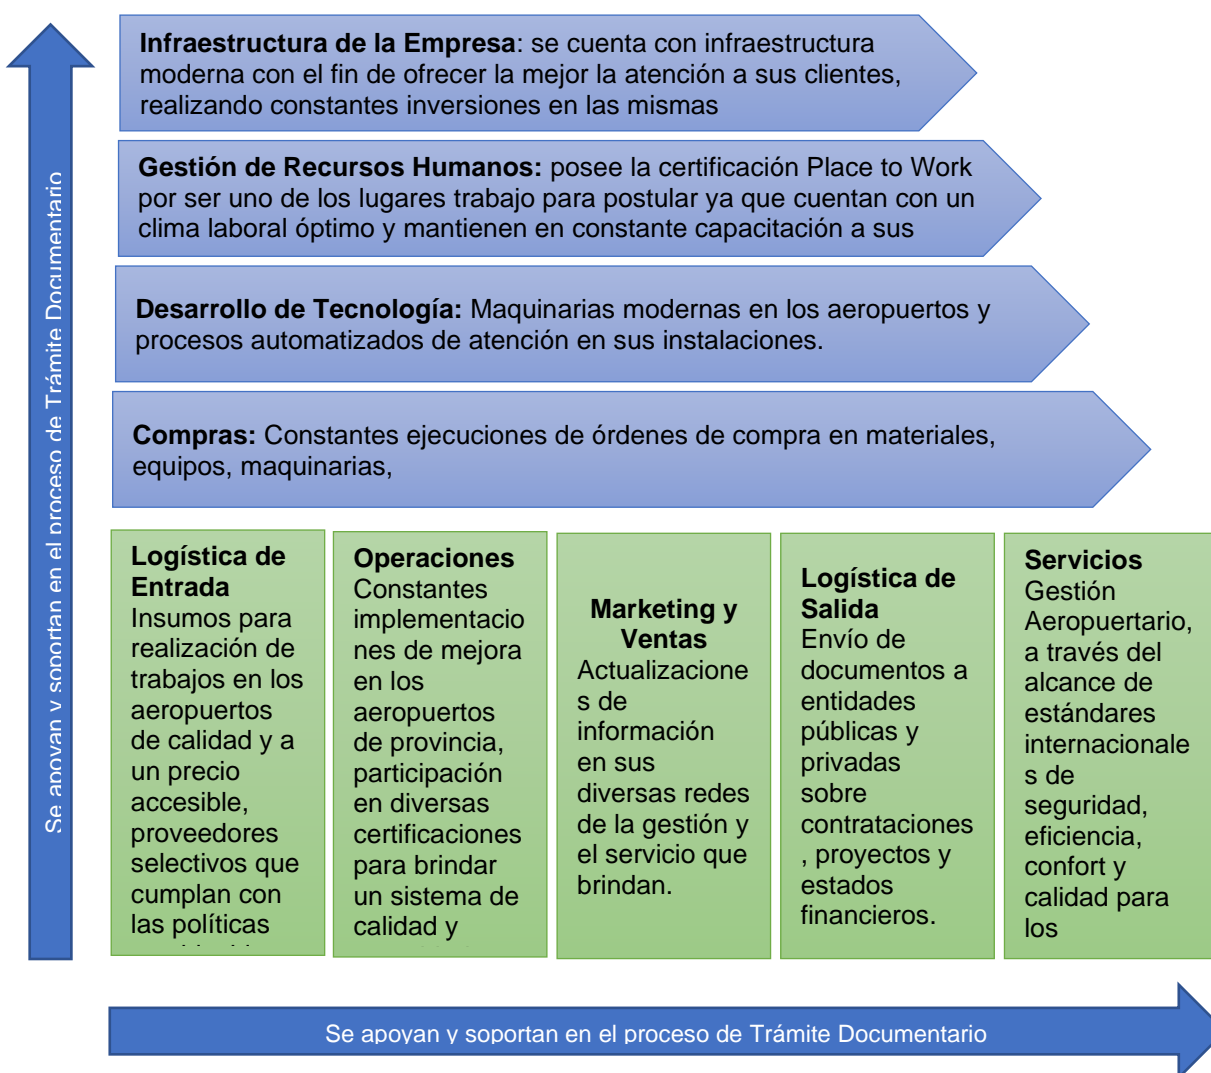 Infraestructura de la Empresa: se cuenta con infraestructura
moderna con el fin de ofrecer la mejor la atención a sus clientes,
realizando constantes inversiones en las mismas
Gestión de Recursos Humanos: posee la certificación Place to Work
por ser uno de los lugares trabajo para postular ya que cuentan con un
clima laboral óptimo y mantienen en constante capacitación a sus
Desarrollo de Tecnología: Maquinarias modernas en los aeropuertos y
procesos automatizados de atención en sus instalaciones.
Compras: Constantes ejecuciones de órdenes de compra en materiales,
equipos, maquinarias,
Logística de
Entrada
Insumos para
realización de
trabajos en los
aeropuertos
de calidad y a
un precio
accesible,
proveedores
selectivos que
cumplan con
las políticas
Operaciones
Constantes
implementacio
nes de mejora
en los
aeropuertos
de provincia,
participación
en diversas
certificaciones
para brindar
un sistema de
calidad y
Marketing y
Ventas
Actualizacione
s de
información
en sus
diversas redes
de la gestión y
el servicio que
brindan.
Logística de
Salida
Envío de
documentos a
entidades
públicas y
privadas
sobre
contrataciones
, proyectos y
estados
financieros.
Servicios
Gestión
Aeropuertario,
a través del
alcance de
estándares
internacionale
s de
seguridad,
eficiencia,
confort y
calidad para
los
Se apoyan y soportan en el proceso de Trámite Documentario
Se apoyan y soportan en el proceso de Trámite Documentario